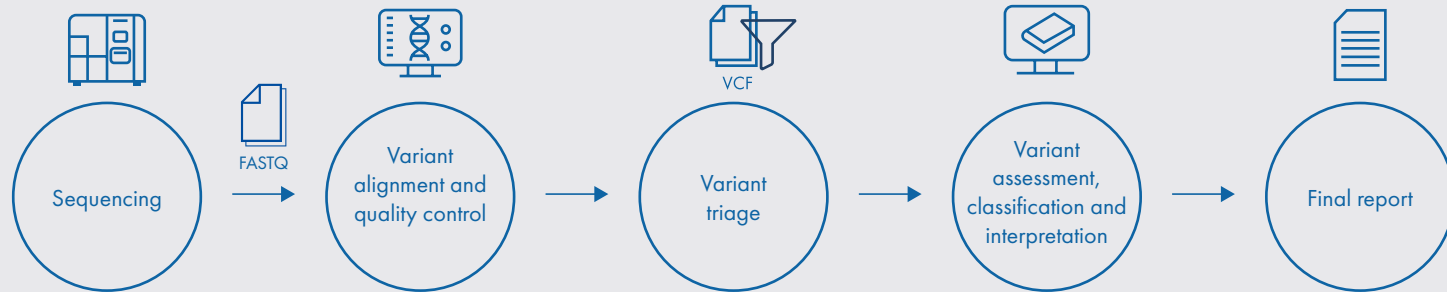 Sequencing
FASTQ
Variant
alignment and
quality control
VCF
Variant
triage
Variant
assessment,
classification and
interpretation
Final report